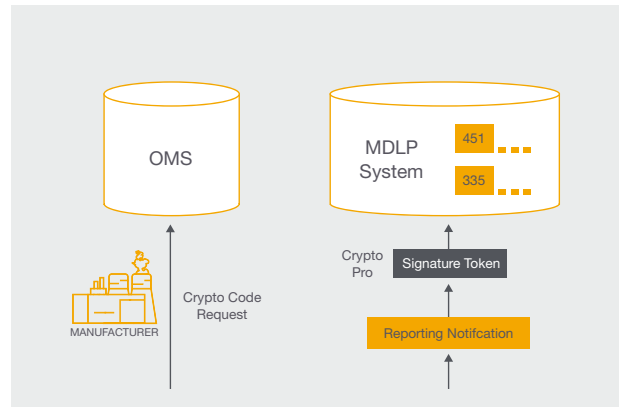 OMS
MDLP
System
451
335
MANUFACTURER
Crypto Code
Request
Crypto
Pro
Signature Token
Reporting Notifcation